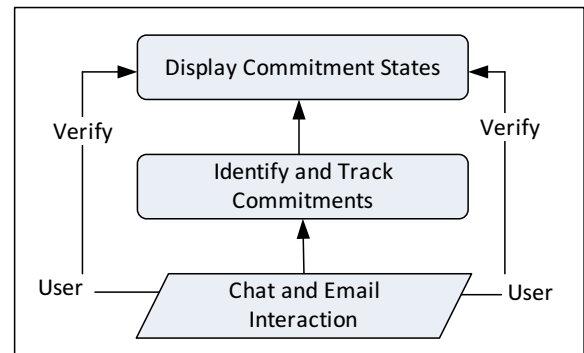 Display Commitment States
Verify
Verify
Identify and Track
Commitments
User
Chat and Email
Interaction
User